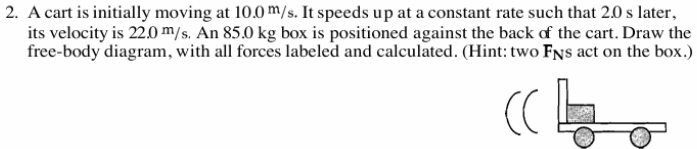 2. A cart is initially moving at 10.0 m/s. It speeds up at a constant rate such that 2.0 s later,
its velocity is 22.0 m/s. An 85.0 kg box is positioned against the back of the cart. Draw the
free-body diagram, with all forces labeled and calculated. (Hint: two FNs act on the box.)